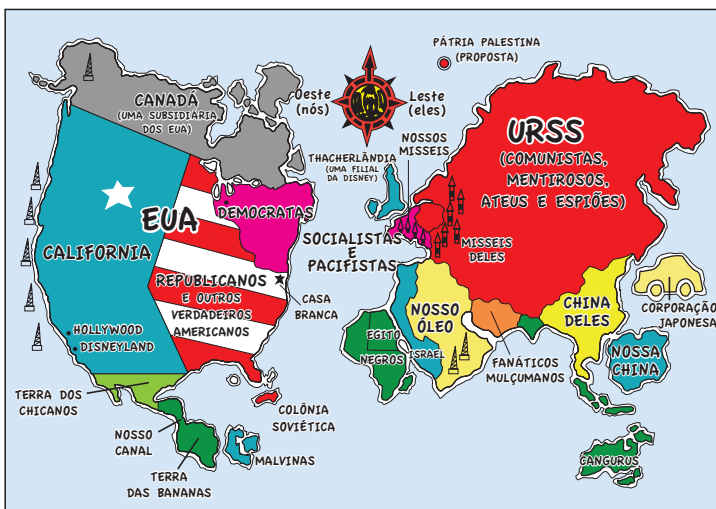 PÁTRIA PALESTINA
(PROPOSTA)
CANADÁ
(UMA SUBSIDIÁRIA
DOS EUA)
Oeste
(nós)
Leste
(eles)
NOSSOS
MISSEIS
URSS
(COMUNISTAS,
MENTIROSOS,
ATEUS E ESPIÕES)
THACHERLÂNDIA
(UMA FILIAL
DA DISNEY)
DEMOCRATAS
EUA
CALIFORNIA
SOCIALISTAS
E
PACIFISTAS
MISSEIS
DELES
REPUBLICANOS
E OUTROS
VERDADEIROS
AMERICANOS
CASA
BRANCA
NOSSO
ÓLEO
CHINA
DELES
CORPORAÇÃO
JAPONESA
HOLLYWOOD
DISNEYLAND
EGITO
NEGROS
ISRAEL
FANÁTICOS
MULÇUMANOS
NOSSA
CHINA
TERRA DOS
CHICANOS
COLÔNIA
SOVIÉTICA
NOSSO
CANAL
MALVINAS
TERRA
DAS BANANAS
CANGURUS